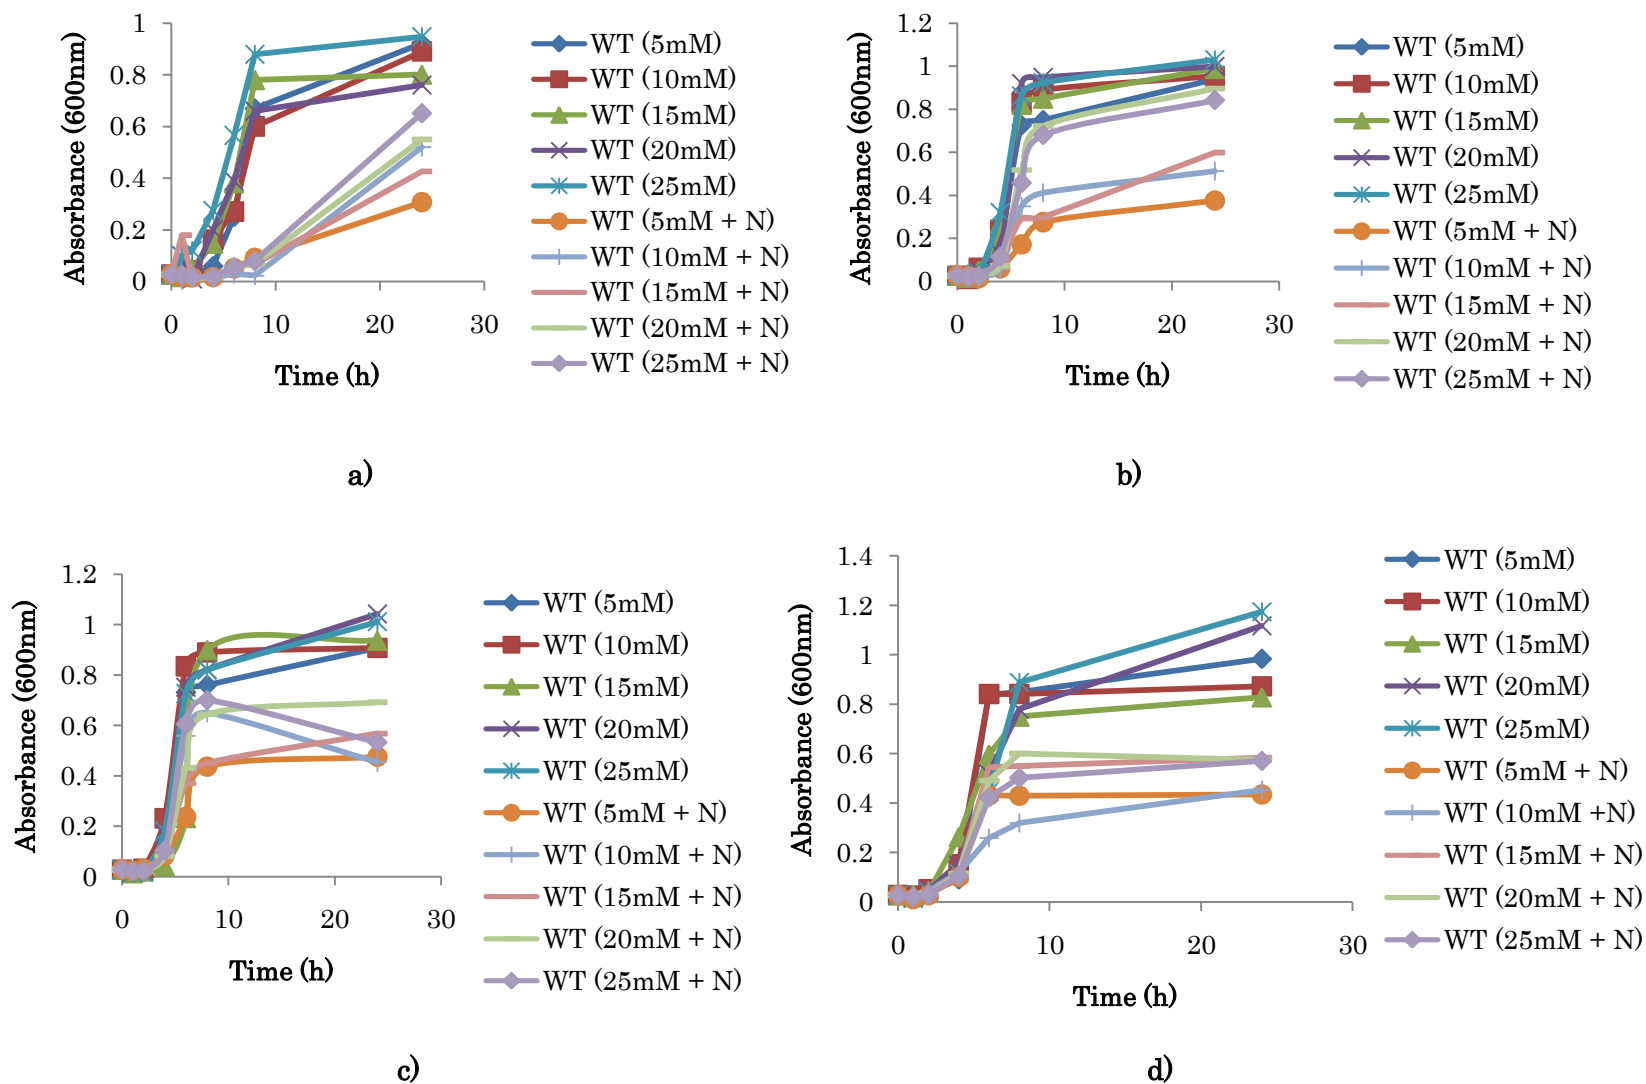 Absorbance (600nm)
1
0.8
0.6
0.4
0.2
0
0 10 20 30
Time (h)
WT (5mM)
WT (10mM)
WT (15mM)
WT (20mM)
WT (25mM)
WT (5mM + N)
WT (10mM + N)
WT (15mM + N)
WT (20mM + N)
WT (25mM + N)
a)
Absorbance (600nm)
1.2
1
0.8
0.6
0.4
0.2
0
0 10 20 30
Time (h)
WT (5mM)
WT (10mM)
WT (15mM)
WT (20mM)
WT (25mM)
WT (5mM + N)
WT (10mM + N)
WT (15mM + N)
WT (20mM + N)
WT (25mM + N)
b)
Absorbance (600nm)
1.2
1
0.8
0.6
0.4
0.2
0
0 10 20 30
Time (h)
WT (5mM)
WT (10mM)
WT (15mM)
WT (20mM)
WT (25mM)
WT (5mM + N)
WT (10mM + N)
WT (15mM + N)
WT (20mM + N)
WT (25mM + N)
c)
Absorbance (600nm)
1.4
1.2
1
0.8
0.6
0.4
0.2
0
0 10 20 30
Time (h)
WT (5mM)
WT (10mM)
WT (15mM)
WT (20mM)
WT (25mM)
WT (5mM + N)
WT (10mM +N)
WT (15mM + N)
WT (20mM + N)
WT (25mM + N)
d)